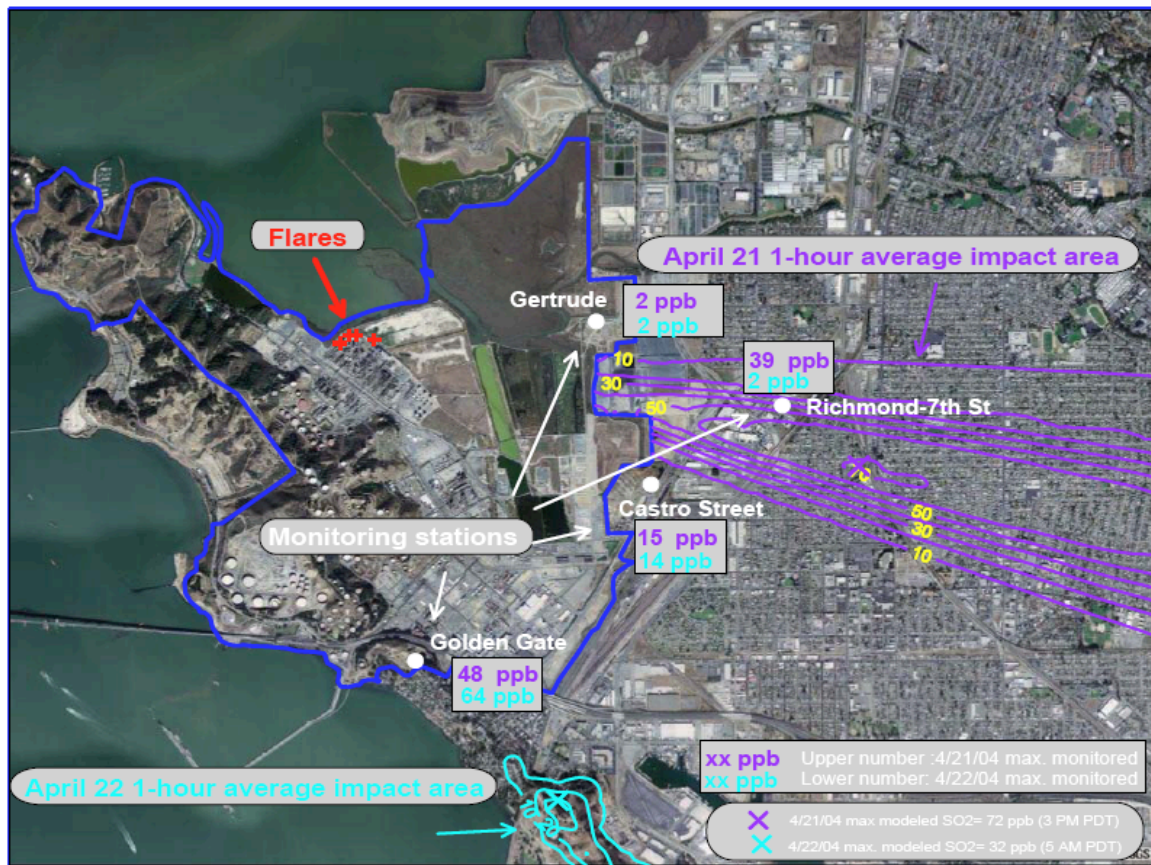 Flares
April 21 1-hour average impact area
Gertrude
2 ppb
2 ppb
10
39 ppb
2 ppb
30
50
Richmond-7th St
70
Castro Street
50
30
10
Monitoring stations
15 ppb
14 ppb
Golden Gate
48 ppb
64 ppb
April 22 1-hour average impact area
xx ppb Upper number :4/21/04 max. monitored
xx ppb Lower number: 4/22/04 max. monitored
4/21/04 max modeled SO2= 72 ppb (3 PM PDT)
4/22/04 max. modeled SO2= 32 ppb (5 AM PDT)